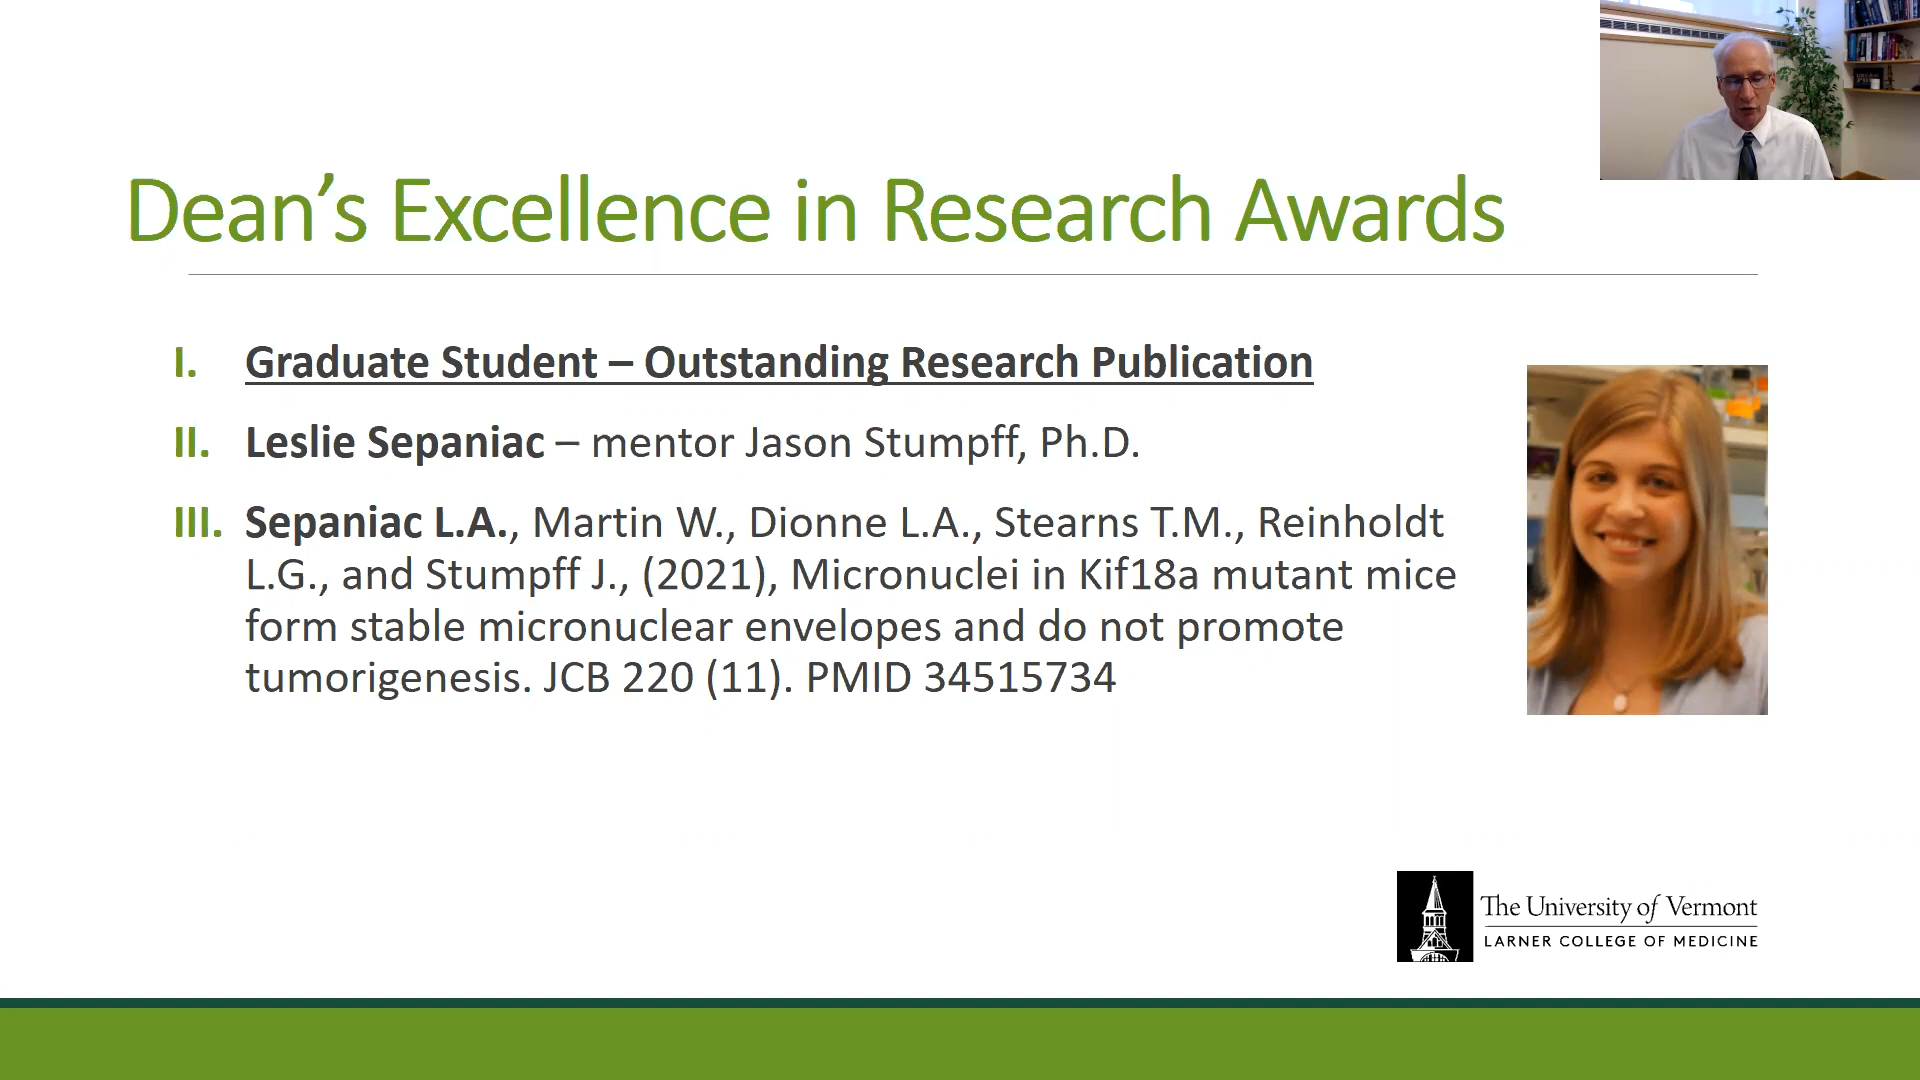 Dean’s Excellence in Research Awards
I. Graduate Student – Outstanding Research Publication
II. Leslie Sepaniac – mentor Jason Stumpff, Ph.D.
III. Sepaniac L.A., Martin W., Dionne L.A., Stearns T.M., Reinholdt
L.G., and Stumpff J., (2021), Micronuclei in Kif18a mutant mice
form stable micronuclear envelopes and do not promote
tumorigenesis. JCB 220 (11). PMID 34515734
The University of Vermont
LARNER COLLEGE OF MEDICINE